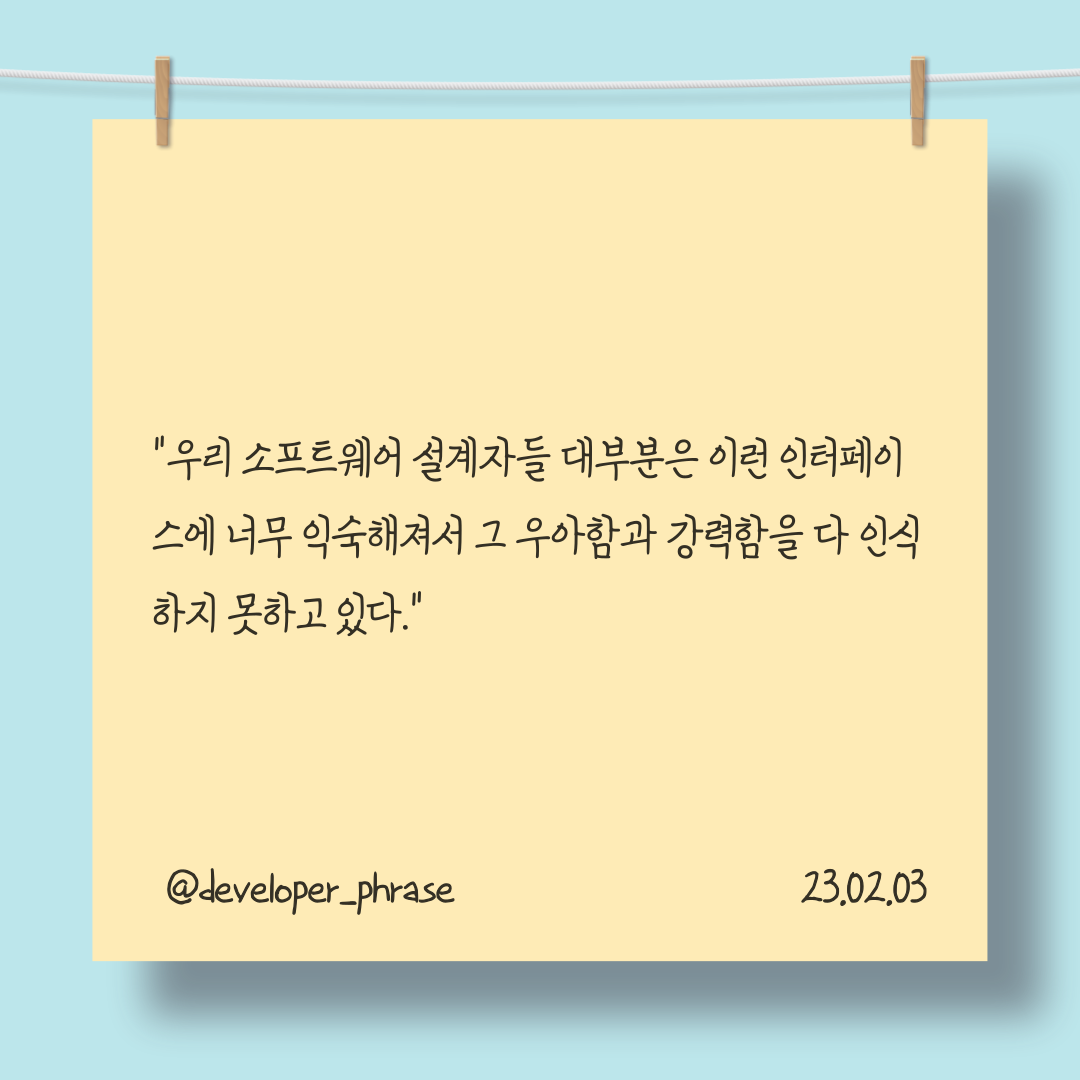 "우리 소프트웨어 설계자들 대부분은 이런 인터페이
스에 너무 익숙해져서 그 우아함과 강력함을 다 인식
하지 못하고 있다."
@developer_phrase 23.02.03